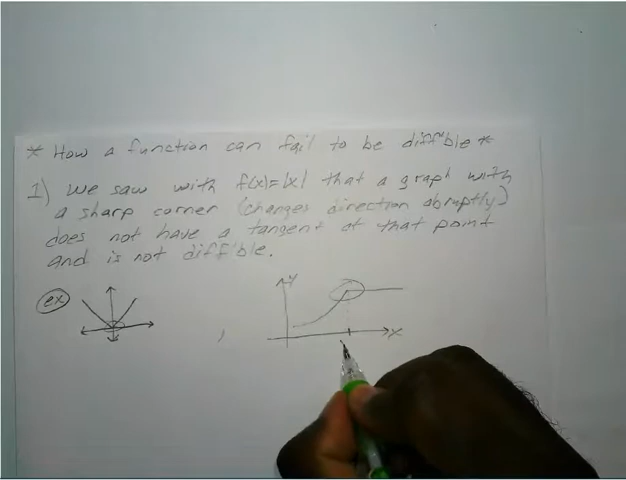 * How a function can fail to be diff'ble *
1) We saw with f(x)=|x| that a graph with
a sharp corner (changes direction abruptly)
does not have a tangent at that point
and is not diff'ble.
ex
,
Y
X